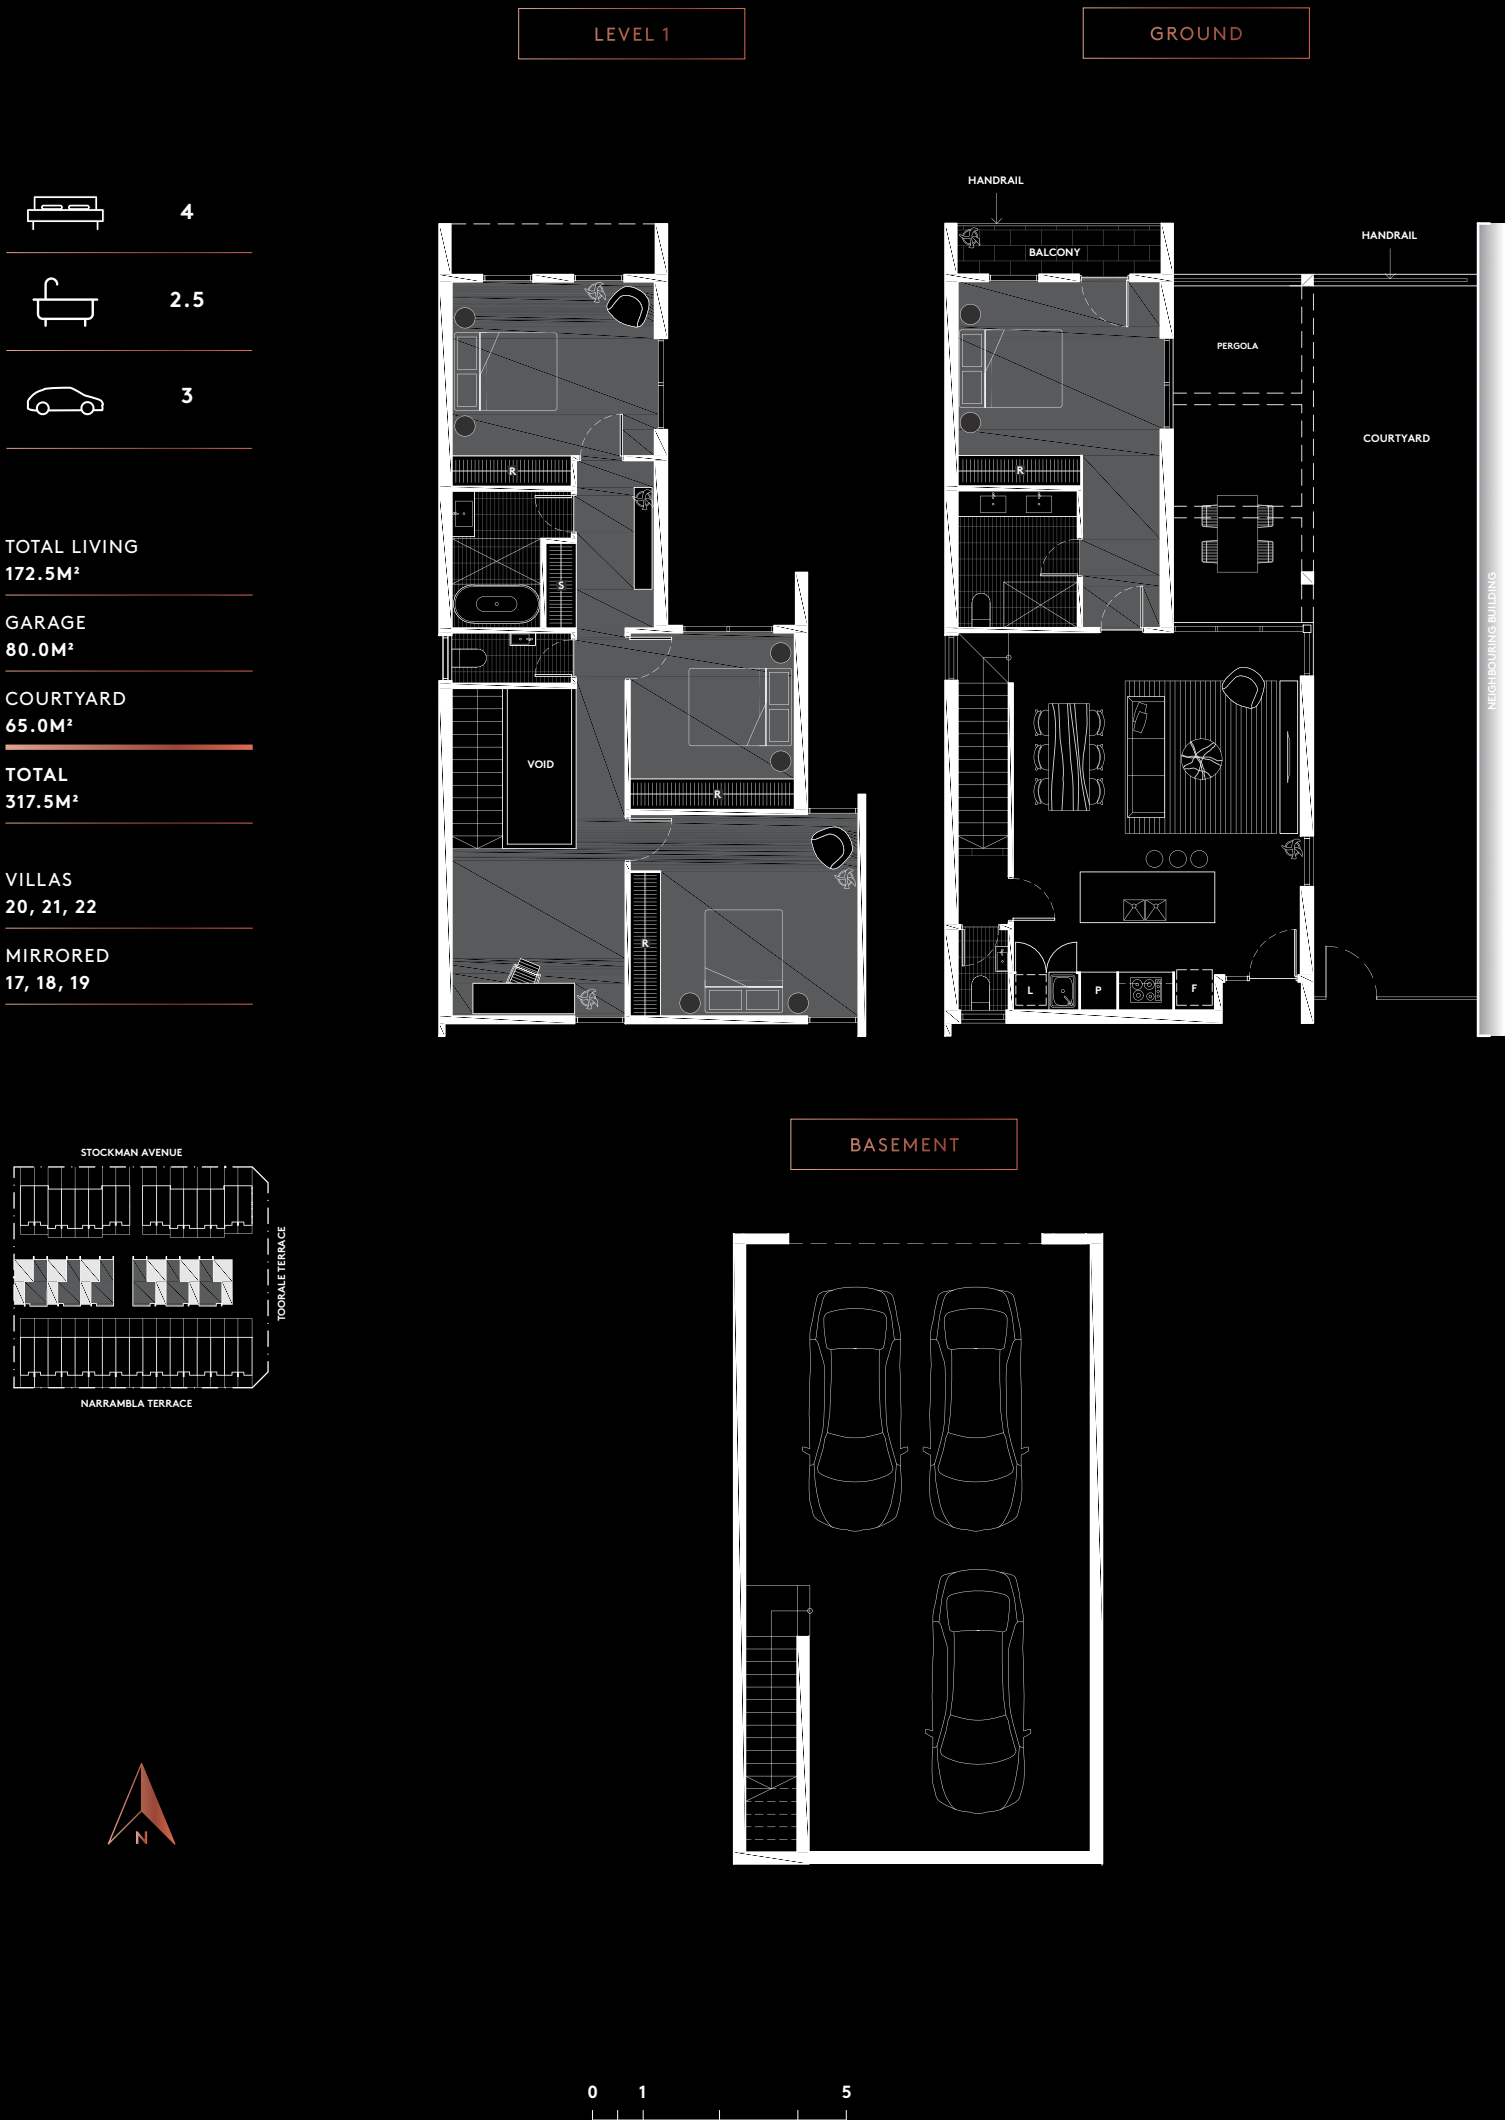 LEVEL 1
GROUND
4
2.5
3
TOTAL LIVING
172.5M²
GARAGE
80.0M²
COURTYARD
65.0M²
TOTAL
317.5M²
VILLAS
20, 21, 22
MIRRORED
17, 18, 19
R
S
VOID
R
R
HANDRAIL
BALCONY
HANDRAIL
PERGOLA
COURTYARD
R
NEIGHBOURING BUILDING
L
P
F
BASEMENT
STOCKMAN AVENUE
TOORALE TERRACE
NARRAMBLA TERRACE
N
0 1 5